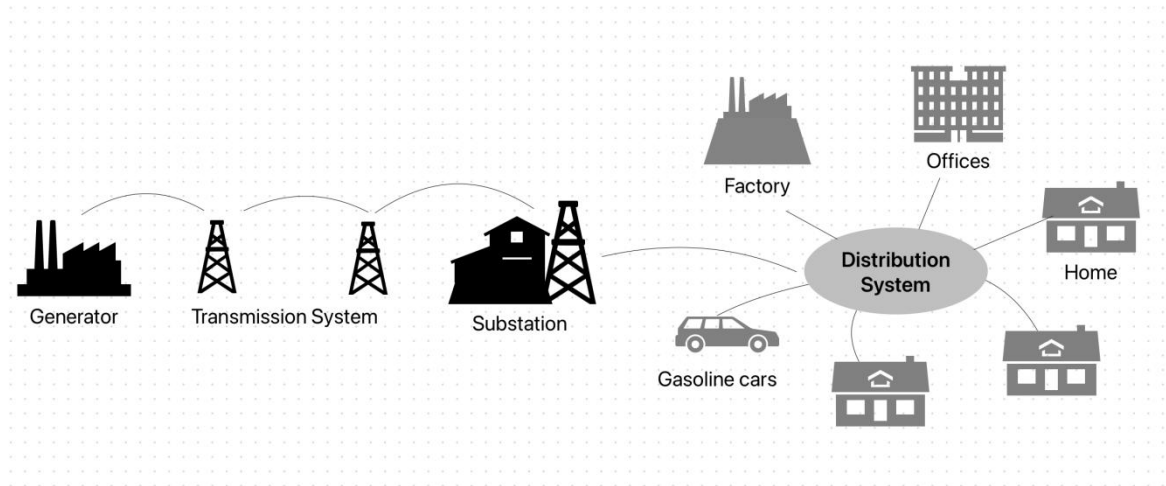 Generator
Transmission System
Substation
Factory
Offices
Home
Distribution
System
Gasoline cars